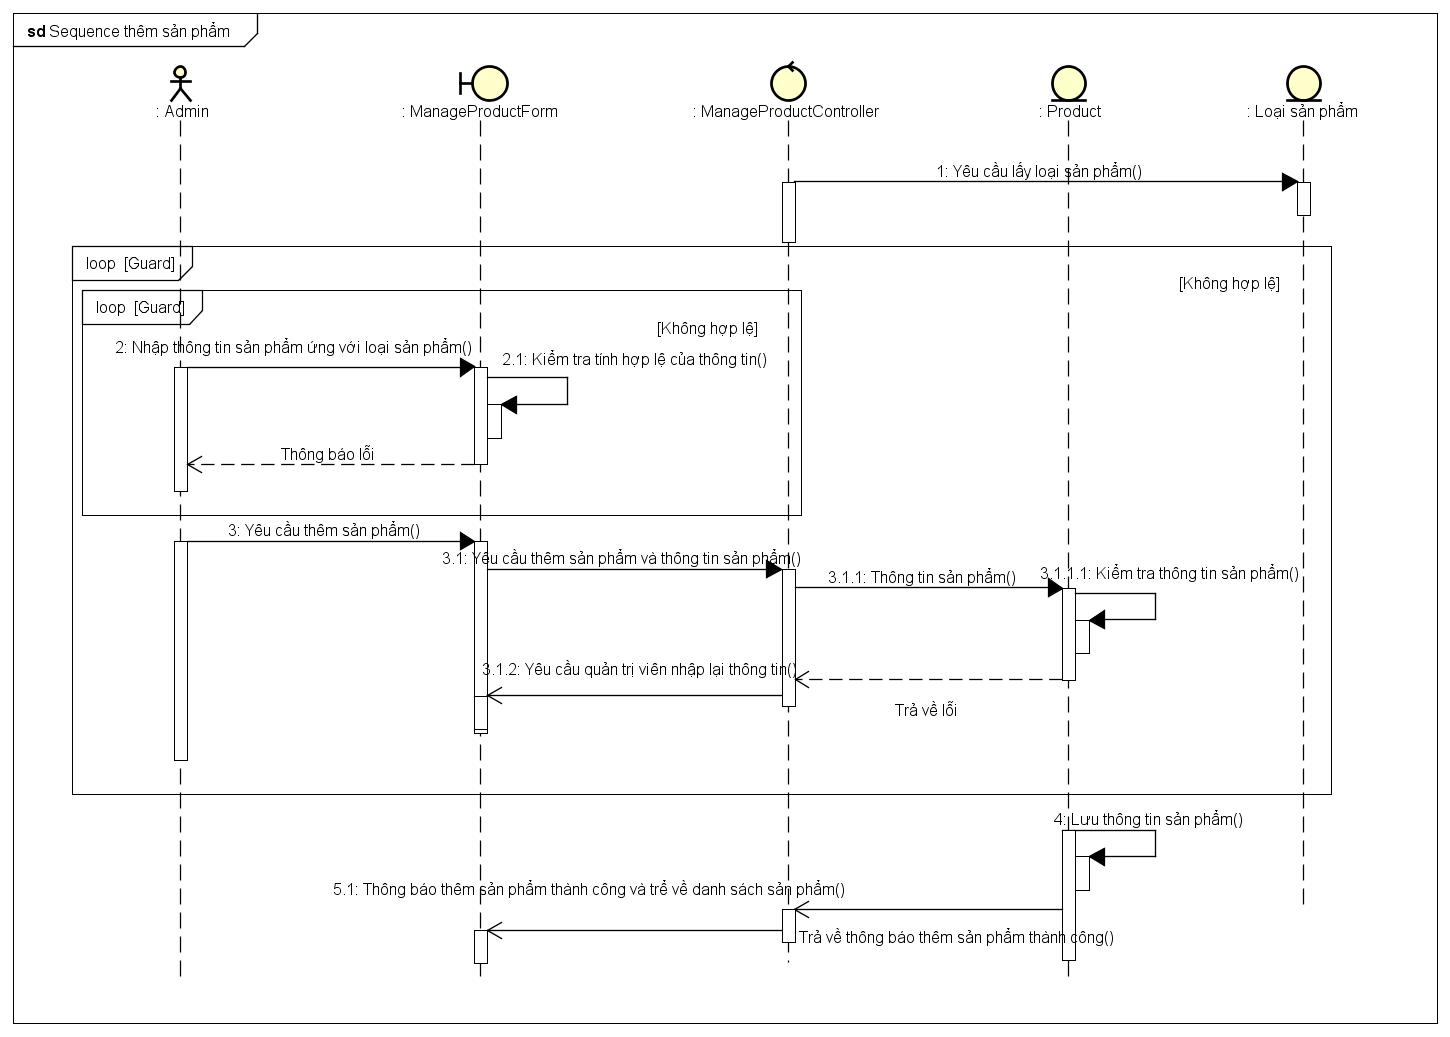 sd Sequence thêm sản phẩm
: Admin
: ManageProductForm
: ManageProductController
: Product
: Loại sản phẩm
1: Yêu cầu lấy loại sản phẩm()
loop [Guard]
[Không hợp lệ]
loop [Guard]
[Không hợp lệ]
2: Nhập thông tin sản phẩm ứng với loại sản phẩm()
2.1: Kiểm tra tính hợp lệ của thông tin()
Thông báo lỗi
3: Yêu cầu thêm sản phẩm()
3.1: Yêu cầu thêm sản phẩm và thông tin sản phẩm()
3.1.1: Thông tin sản phẩm()
3.1.1.1: Kiểm tra thông tin sản phẩm()
3.1.2: Yêu cầu quản trị viên nhập lại thông tin()
Trả về lỗi
4: Lưu thông tin sản phẩm()
5.1: Thông báo thêm sản phẩm thành công và trể về danh sách sản phẩm()
Trả về thông báo thêm sản phẩm thành công()